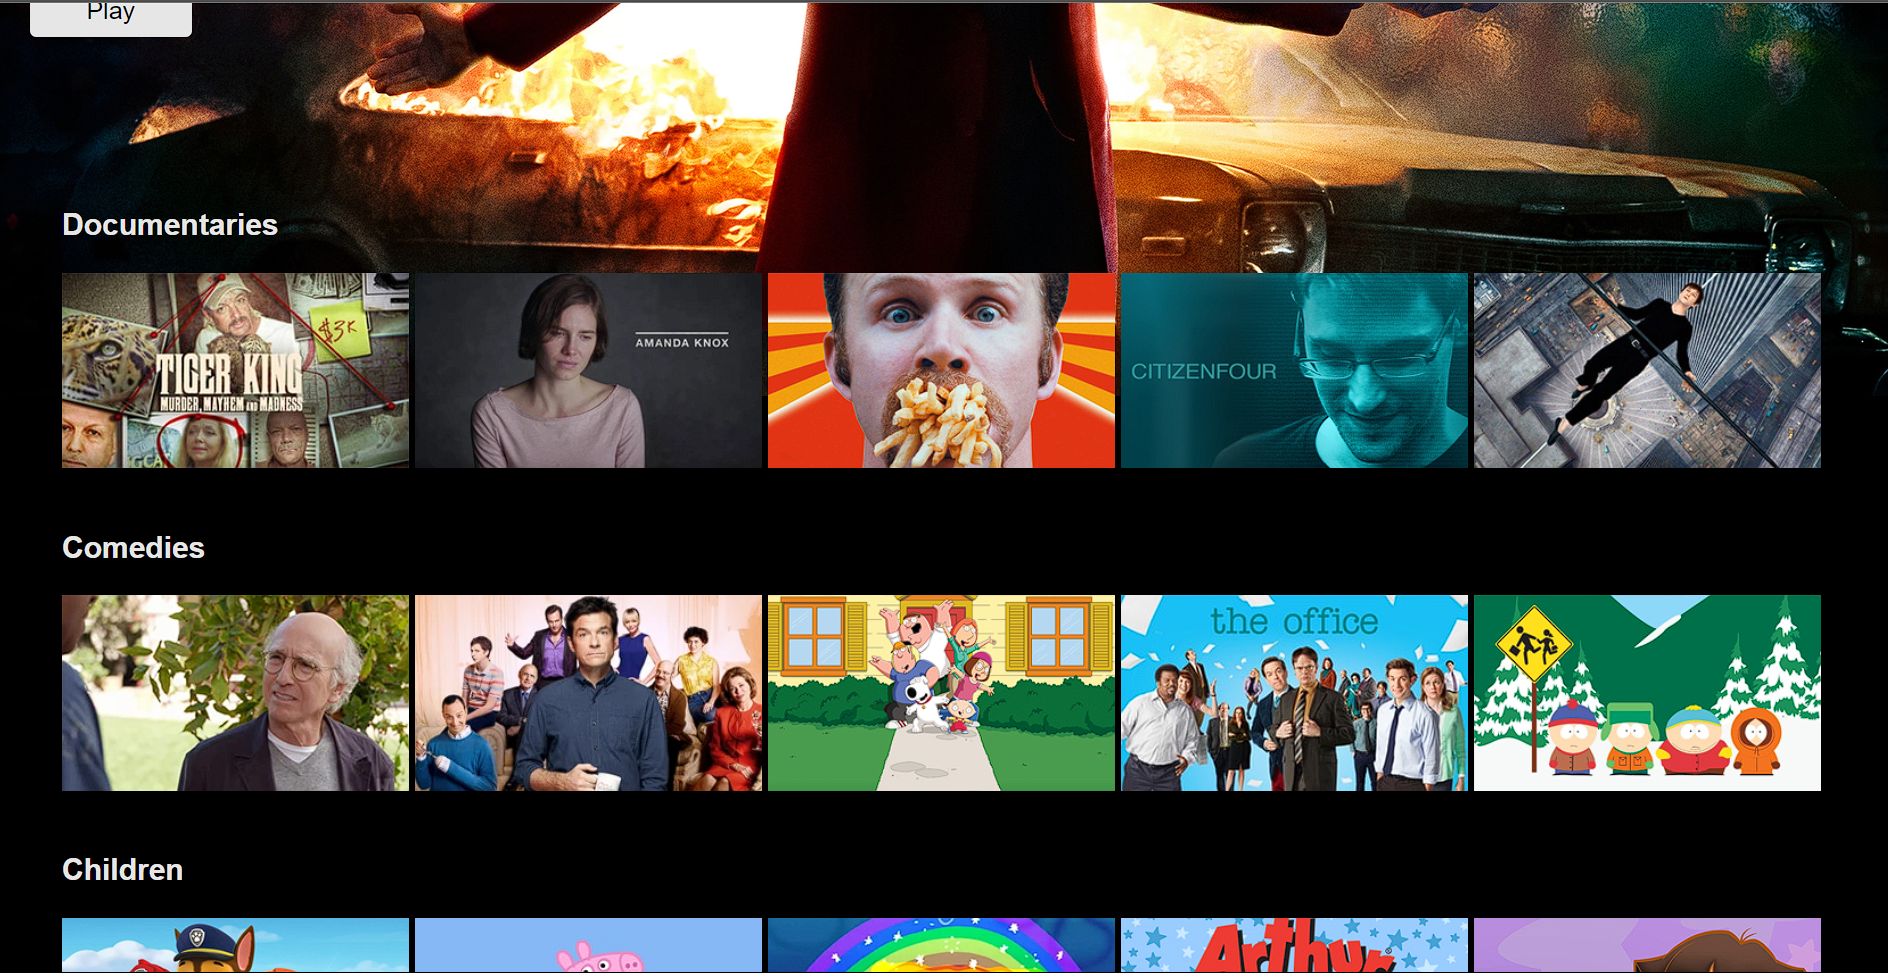 Play
Documentaries
$3K
TIGER KING
MURDER, MAYHEM AND MADNESS
AMANDA KNOX
CITIZENFOUR
Comedies
the office
Children
Arthur